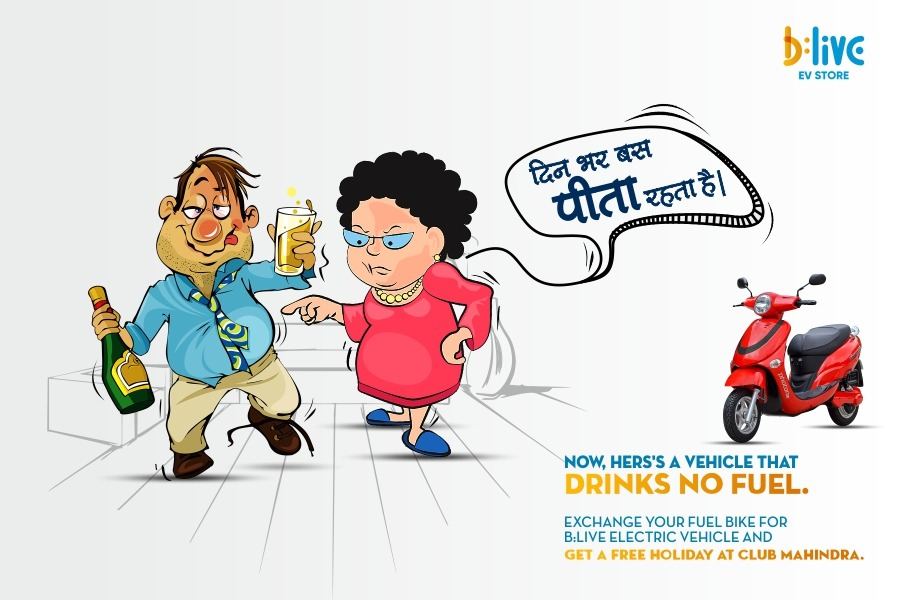 b:live
EV STORE
दिन भर बस
पीता रहता है।
NOW, HERS'S A VEHICLE THAT
DRINKS NO FUEL.
EXCHANGE YOUR FUEL BIKE FOR
B:LIVE ELECTRIC VEHICLE AND
GET A FREE HOLIDAY AT CLUB MAHINDRA.